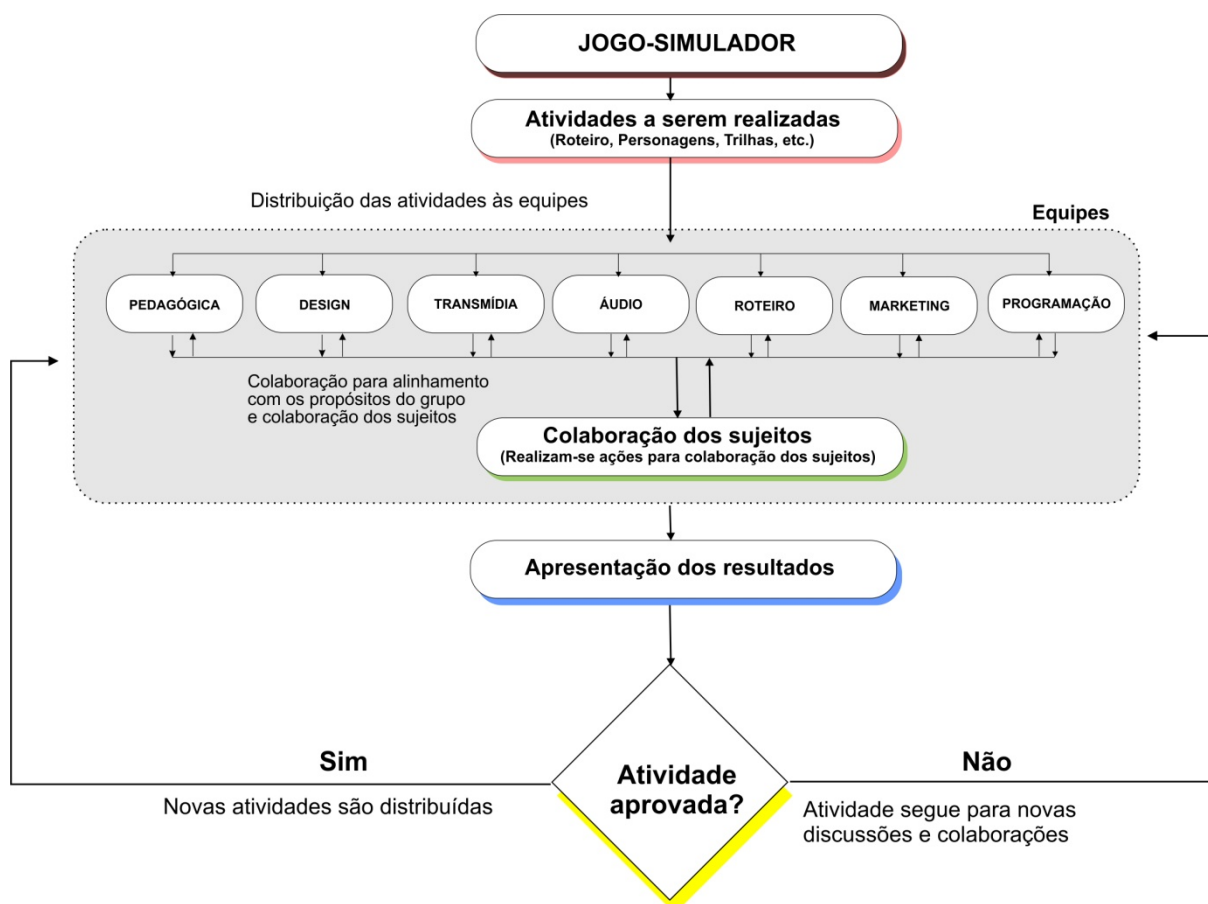 JOGO-SIMULADOR
Atividades a serem realizadas
(Roteiro, Personagens, Trilhas, etc.)
Distribuição das atividades às equipes
Equipes
PEDAGÓGICA
DESIGN
TRANSMÍDIA
ÁUDIO
ROTEIRO
MARKETING
PROGRAMAÇÃO
Colaboração para alinhamento
com os propósitos do grupo
e colaboração dos sujeitos
Colaboração dos sujeitos
(Realizam-se ações para colaboração dos sujeitos)
Apresentação dos resultados
Atividade
aprovada?
Sim
Novas atividades são distribuídas
Não
Atividade segue para novas
discussões e colaborações